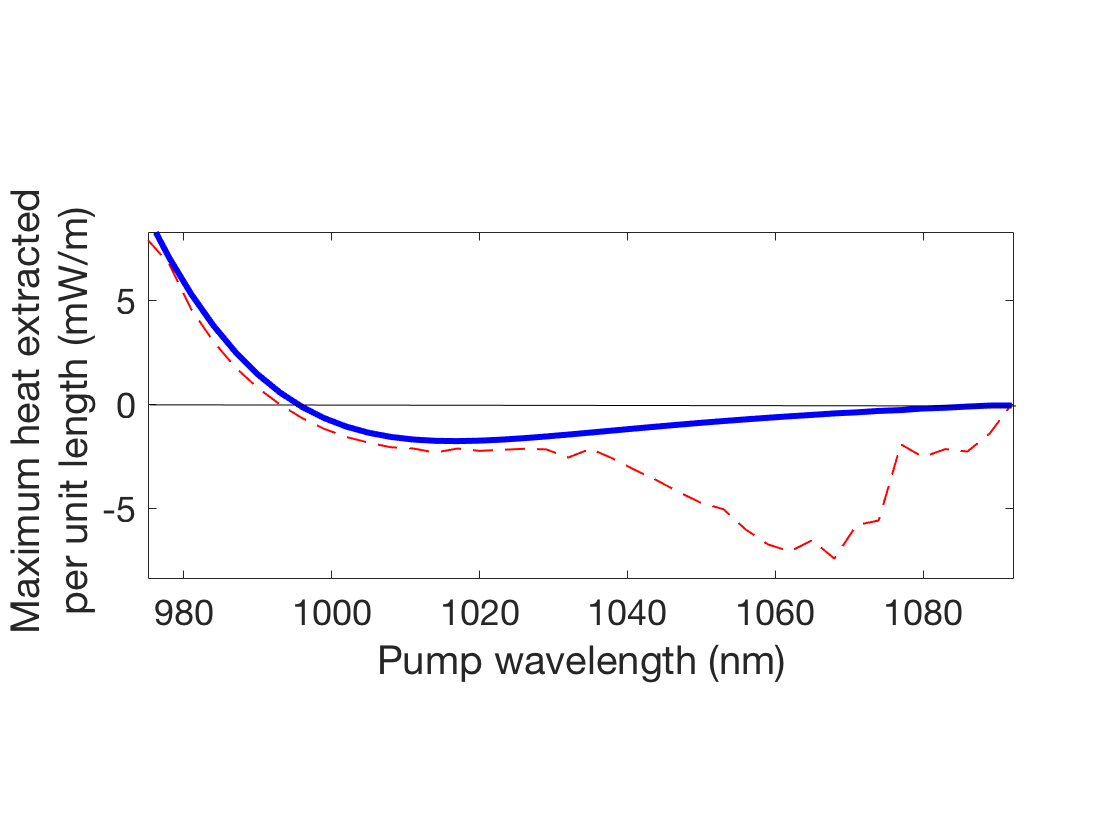 Maximum heat extracted
per unit length (mW/m)
5
0
-5
980 1000 1020 1040 1060 1080
Pump wavelength (nm)